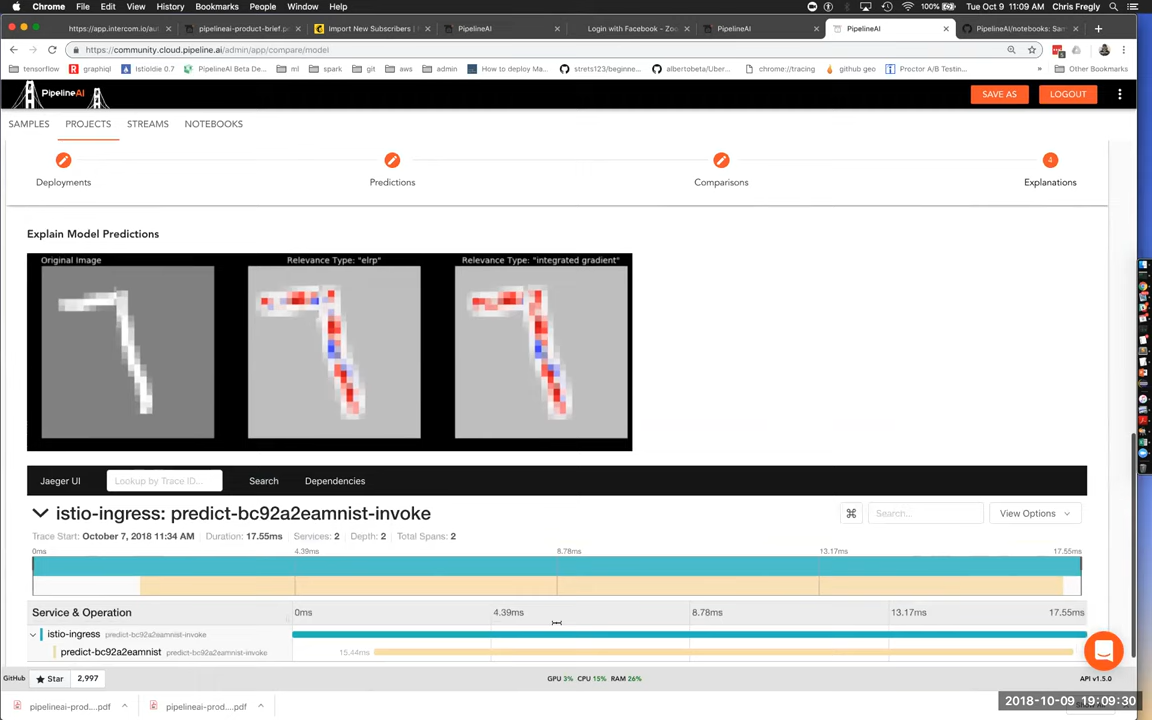 Chrome File Edit View History Bookmarks People Window Help 100% Tue Oct 9 11:09 AM Chris Fregly
https://app.intercom.io/a pipelineai-product-brief. Import New Subscribers | PipelineAI Login with Facebook - Zoo PipelineAI PipelineAI PipelineAI/notebooks: Sam
https://community.cloud.pipeline.ai/admin/app/compare/model
tensorflow graphiql Istioldie 0.7 PipelineAI Beta De... ml spark git aws admin How to deploy Ma... strets123/beginne... albertobeta/Uber... chrome://tracing github geo Proctor A/B Testin... » Other Bookmarks
PipelineAI SAVE AS LOGOUT
SAMPLES PROJECTS STREAMS NOTEBOOKS
4
Deployments Predictions Comparisons Explanations
Explain Model Predictions
Original Image Relevance Type: "elrp" Relevance Type: "integrated gradient"
Jaeger UI Lookup by Trace ID... Search Dependencies
istio-ingress: predict-bc92a2eamnist-invoke ⌘ Search... View Options
Trace Start: October 7, 2018 11:34 AM Duration: 17.55ms Services: 2 Depth: 2 Total Spans: 2
0ms 4.39ms 8.78ms 13.17ms 17.55ms
Service & Operation 0ms 4.39ms 8.78ms 13.17ms 17.55ms
istio-ingress predict-bc92a2eamnist-invoke
predict-bc92a2eamnist predict-bc92a2eamnist-invoke 15.44ms
GitHub Star 2,997 GPU 3% CPU 15% RAM 26% API v1.5.0
pipelineai-prod....pdf pipelineai-prod....pdf 2018-10-09 19:09:30